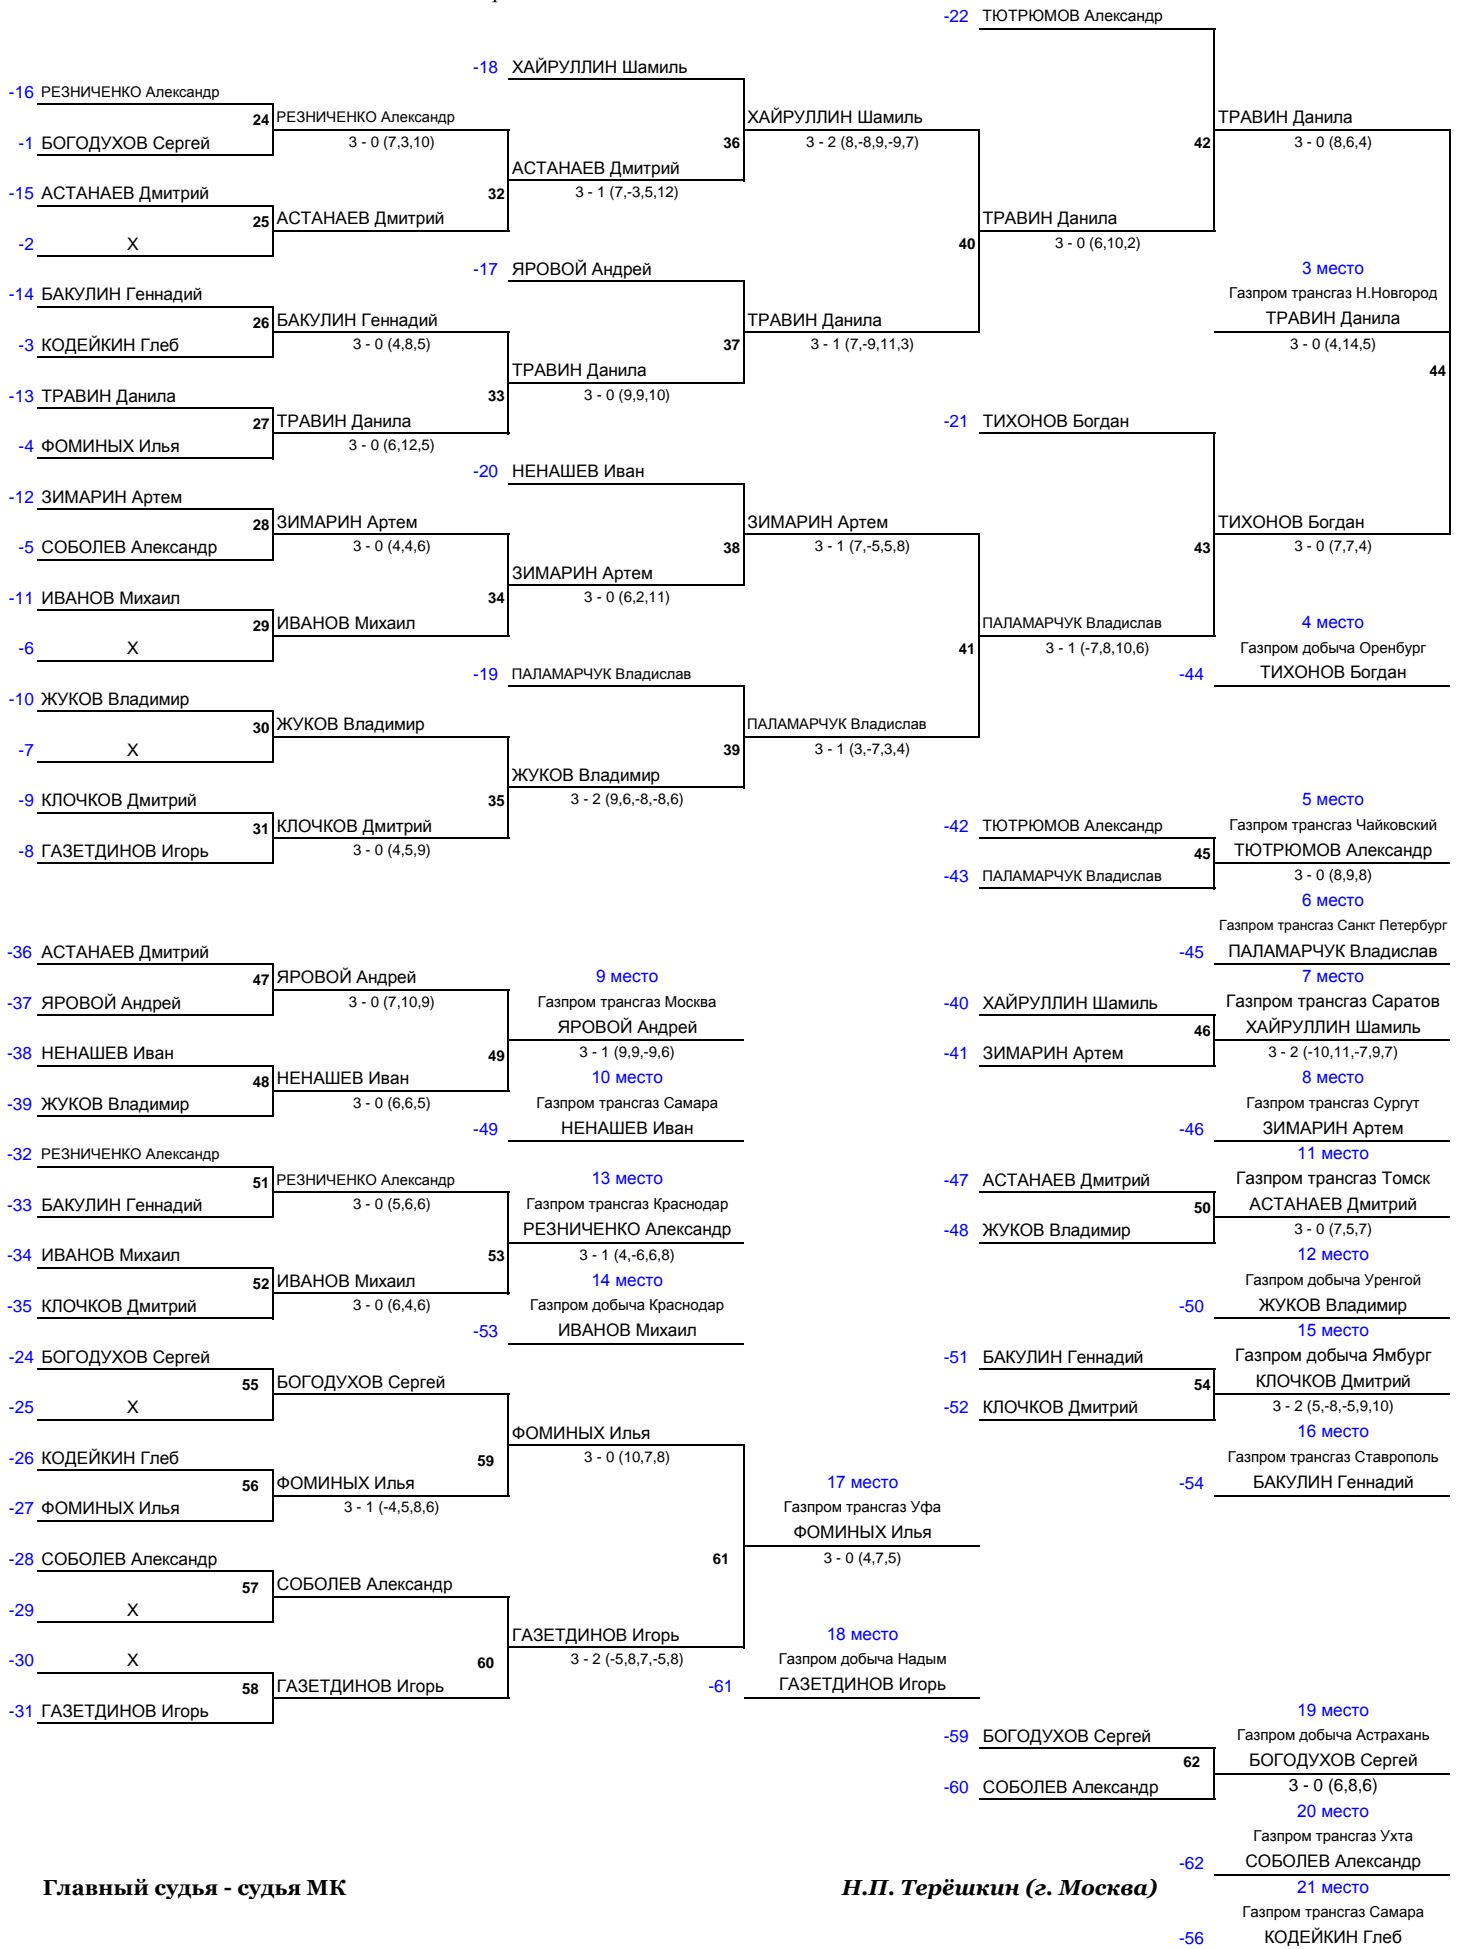 -22 ТЮТРЮМОВ Александр
-18 ХАЙРУЛЛИН Шамиль
-16 РЕЗНИЧЕНКО Александр
24 РЕЗНИЧЕНКО Александр
ХАЙРУЛЛИН Шамиль
ТРАВИН Данила
-1 БОГОДУХОВ Сергей
3 - 0 (7,3,10)
36
3 - 2 (8,-8,9,-9,7)
42
3 - 0 (8,6,4)
АСТАНАЕВ Дмитрий
-15 АСТАНАЕВ Дмитрий
32
3 - 1 (7,-3,5,12)
25 АСТАНАЕВ Дмитрий
ТРАВИН Данила
-2 X
40
3 - 0 (6,10,2)
-17 ЯРОВОЙ Андрей
3 место
-14 БАКУЛИН Геннадий
Газпром трансгаз Н.Новгород
26 БАКУЛИН Геннадий
ТРАВИН Данила
ТРАВИН Данила
-3 КОДЕЙКИН Глеб
3 - 0 (4,8,5)
37
3 - 1 (7,-9,11,3)
3 - 0 (4,14,5)
ТРАВИН Данила
44
-13 ТРАВИН Данила
33
3 - 0 (9,9,10)
27 ТРАВИН Данила
-21 ТИХОНОВ Богдан
-4 ФОМИНЫХ Илья
3 - 0 (6,12,5)
-20 НЕНАШЕВ Иван
-12 ЗИМАРИН Артем
28 ЗИМАРИН Артем
ЗИМАРИН Артем
ТИХОНОВ Богдан
-5 СОБОЛЕВ Александр
3 - 0 (4,4,6)
38
3 - 1 (7,-5,5,8)
43
3 - 0 (7,7,4)
ЗИМАРИН Артем
-11 ИВАНОВ Михаил
34
3 - 0 (6,2,11)
29 ИВАНОВ Михаил
ПАЛАМАРЧУК Владислав
4 место
-6 X
41
3 - 1 (-7,8,10,6)
Газпром добыча Оренбург
-19 ПАЛАМАРЧУК Владислав
-44 ТИХОНОВ Богдан
-10 ЖУКОВ Владимир
30 ЖУКОВ Владимир
ПАЛАМАРЧУК Владислав
-7 X
39
3 - 1 (3,-7,3,4)
ЖУКОВ Владимир
-9 КЛОЧКОВ Дмитрий
35
3 - 2 (9,6,-8,-8,6)
5 место
31 КЛОЧКОВ Дмитрий
-42 ТЮТРЮМОВ Александр
Газпром трансгаз Чайковский
-8 ГАЗЕТДИНОВ Игорь
3 - 0 (4,5,9)
45 ТЮТРЮМОВ Александр
-43 ПАЛАМАРЧУК Владислав
3 - 0 (8,9,8)
6 место
Газпром трансгаз Санкт Петербург
-36 АСТАНАЕВ Дмитрий
-45 ПАЛАМАРЧУК Владислав
47 ЯРОВОЙ Андрей
9 место
7 место
-37 ЯРОВОЙ Андрей
3 - 0 (7,10,9)
Газпром трансгаз Москва
-40 ХАЙРУЛЛИН Шамиль
Газпром трансгаз Саратов
ЯРОВОЙ Андрей
46 ХАЙРУЛЛИН Шамиль
-38 НЕНАШЕВ Иван
49
3 - 1 (9,9,-9,6)
-41 ЗИМАРИН Артем
3 - 2 (-10,11,-7,9,7)
48 НЕНАШЕВ Иван
10 место
8 место
-39 ЖУКОВ Владимир
3 - 0 (6,6,5)
Газпром трансгаз Самара
Газпром трансгаз Сургут
-49 НЕНАШЕВ Иван
-46 ЗИМАРИН Артем
-32 РЕЗНИЧЕНКО Александр
11 место
51 РЕЗНИЧЕНКО Александр
13 место
-47 АСТАНАЕВ Дмитрий
Газпром трансгаз Томск
-33 БАКУЛИН Геннадий
3 - 0 (5,6,6)
Газпром трансгаз Краснодар
50 АСТАНАЕВ Дмитрий
РЕЗНИЧЕНКО Александр
-48 ЖУКОВ Владимир
3 - 0 (7,5,7)
-34 ИВАНОВ Михаил
53
3 - 1 (4,-6,6,8)
12 место
52 ИВАНОВ Михаил
14 место
Газпром добыча Уренгой
-35 КЛОЧКОВ Дмитрий
3 - 0 (6,4,6)
Газпром добыча Краснодар
-50 ЖУКОВ Владимир
-53 ИВАНОВ Михаил
15 место
-24 БОГОДУХОВ Сергей
-51 БАКУЛИН Геннадий
Газпром добыча Ямбург
55 БОГОДУХОВ Сергей
54 КЛОЧКОВ Дмитрий
-25 X
-52 КЛОЧКОВ Дмитрий
3 - 2 (5,-8,-5,9,10)
ФОМИНЫХ Илья
16 место
-26 КОДЕЙКИН Глеб
59
3 - 0 (10,7,8)
Газпром трансгаз Ставрополь
56 ФОМИНЫХ Илья
17 место
-54 БАКУЛИН Геннадий
-27 ФОМИНЫХ Илья
3 - 1 (-4,5,8,6)
Газпром трансгаз Уфа
ФОМИНЫХ Илья
-28 СОБОЛЕВ Александр
61
3 - 0 (4,7,5)
57 СОБОЛЕВ Александр
-29 X
ГАЗЕТДИНОВ Игорь
18 место
-30 X
60
3 - 2 (-5,8,7,-5,8)
Газпром добыча Надым
58 ГАЗЕТДИНОВ Игорь
-61 ГАЗЕТДИНОВ Игорь
-31 ГАЗЕТДИНОВ Игорь
19 место
-59 БОГОДУХОВ Сергей
Газпром добыча Астрахань
62 БОГОДУХОВ Сергей
-60 СОБОЛЕВ Александр
3 - 0 (6,8,6)
20 место
Газпром трансгаз Ухта
-62 СОБОЛЕВ Александр
Главный судья - судья МК
Н.П. Терёшкин (г. Москва)
21 место
Газпром трансгаз Самара
-56 КОДЕЙКИН Глеб